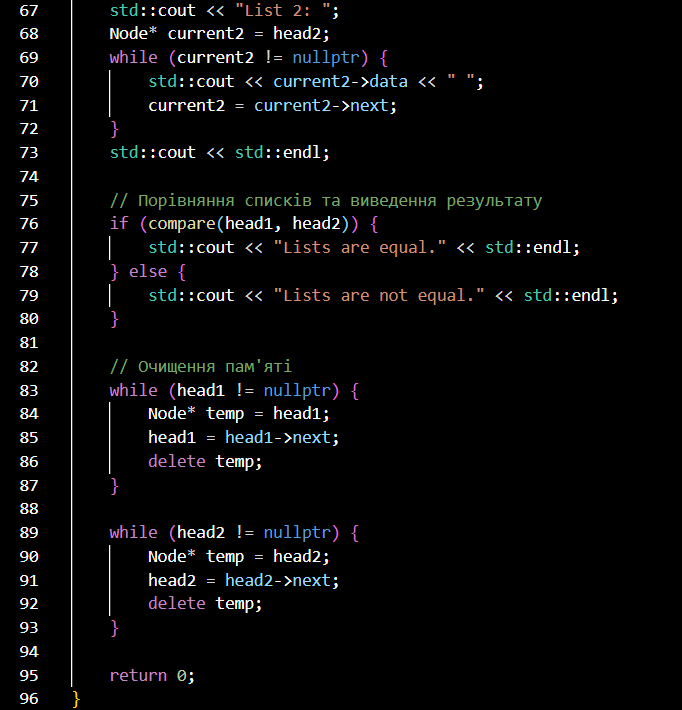 67 std::cout << "List 2: ";
68 Node* current2 = head2;
69 while (current2 != nullptr) {
70 std::cout << current2->data << " ";
71 current2 = current2->next;
72 }
73 std::cout << std::endl;
74
75 // Порівняння списків та виведення результату
76 if (compare(head1, head2)) {
77 std::cout << "Lists are equal." << std::endl;
78 } else {
79 std::cout << "Lists are not equal." << std::endl;
80 }
81
82 // Очищення пам'яті
83 while (head1 != nullptr) {
84 Node* temp = head1;
85 head1 = head1->next;
86 delete temp;
87 }
88
89 while (head2 != nullptr) {
90 Node* temp = head2;
91 head2 = head2->next;
92 delete temp;
93 }
94
95 return 0;
96 }